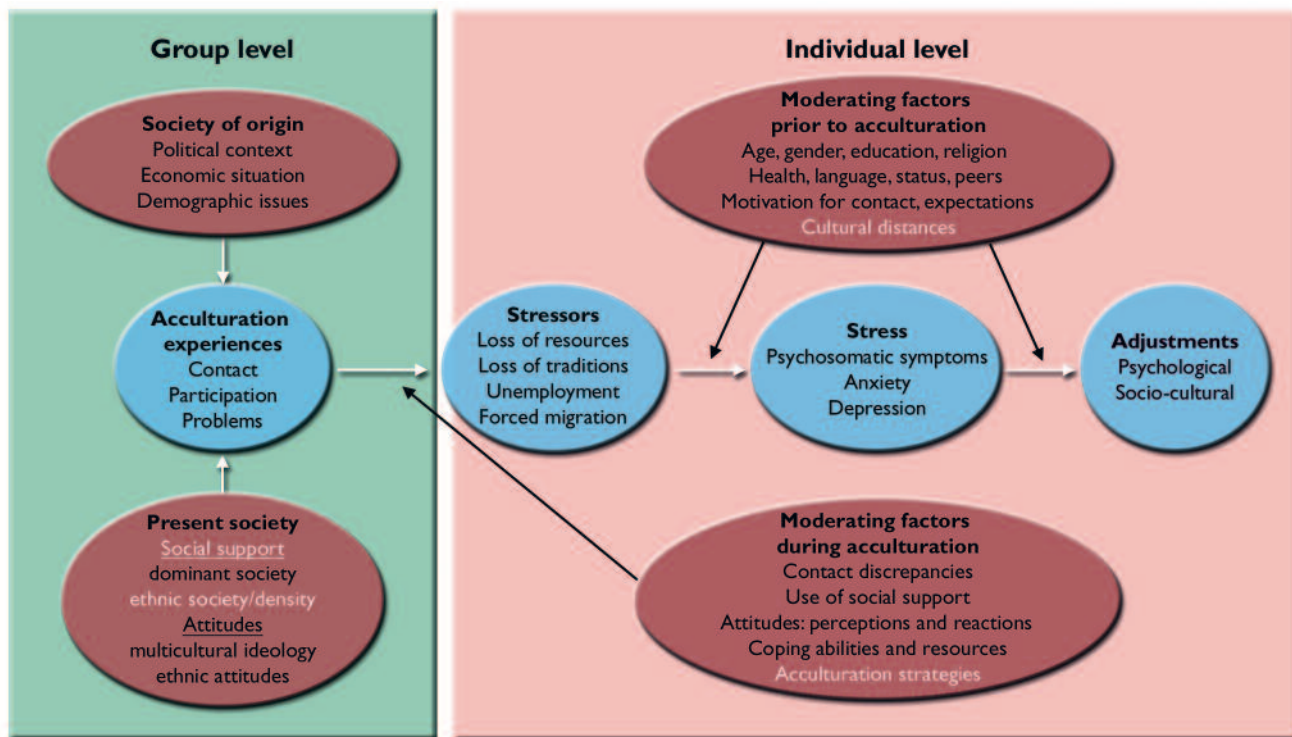 Group level
Society of origin
Political context
Economic situation
Demographic issues
Acculturation
experiences
Contact
Participation
Problems
Present society
Social support
dominant society
ethnic society/density
Attitudes
multicultural ideology
ethnic attitudes
Individual level
Moderating factors
prior to acculturation
Age, gender, education, religion
Health, language, status, peers
Motivation for contact, expectations
Cultural distances
Stressors
Loss of resources
Loss of traditions
Unemployment
Forced migration
Stress
Psychosomatic symptoms
Anxiety
Depression
Adjustments
Psychological
Socio-cultural
Moderating factors
during acculturation
Contact discrepancies
Use of social support
Attitudes: perceptions and reactions
Coping abilities and resources
Acculturation strategies